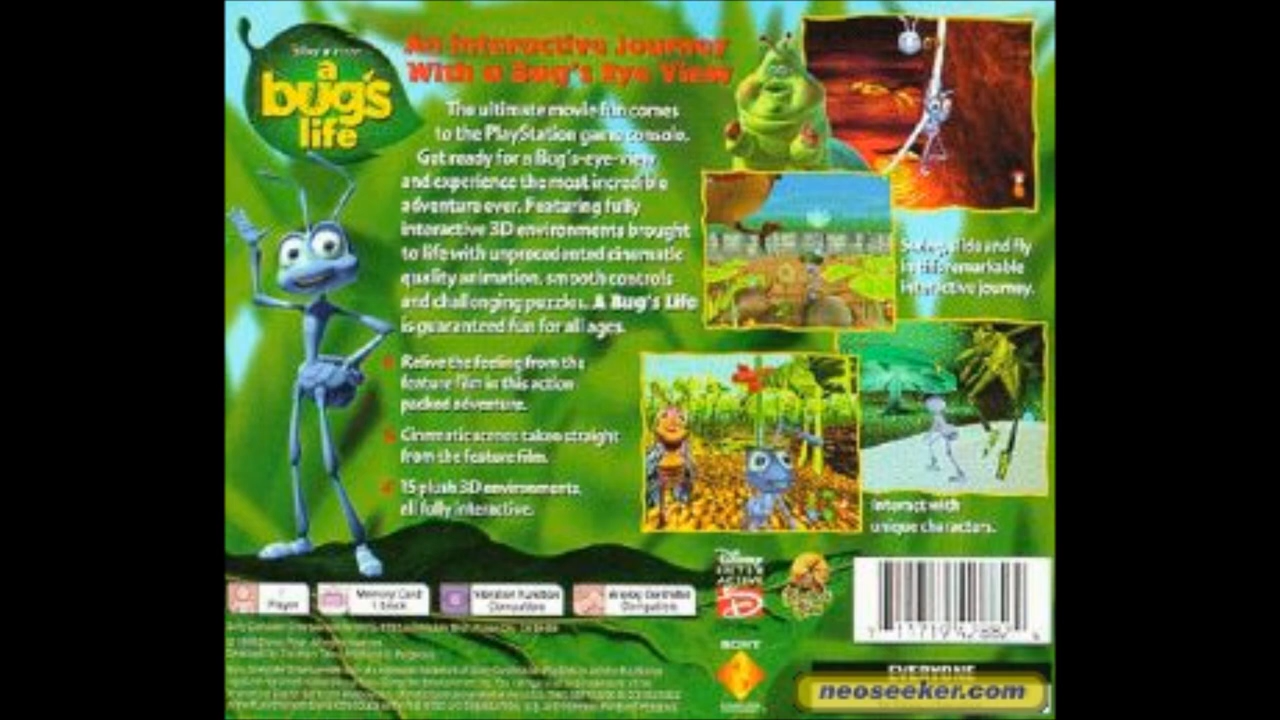 a
bug's
life
An Interactive Journey
With a Bug's Eye View
The ultimate movie fun comes
to the PlayStation game console.
Get ready for a Bug's-eye-view
and experience the most incredible
adventure ever. Featuring fully
interactive 3D environments brought
to life with unprecedented cinematic
quality animation, smooth controls
and challenging puzzles. A Bug's Life
is guaranteed fun for all ages.
Relive the feeling from the
feature film in this action
packed adventure.
Cinematic scenes taken straight
from the feature film.
15 plush 3D environments,
all fully interactive.
Swing, slide and fly
in this remarkable
interactive journey.
Interact with
unique characters.
1
Player
Memory Card
1 Block
Vibration Function
Compatible
Analog Controller
Compatible
Disney
INTER
ACTIVE
SONY
EVERYONE
neoseeker.com